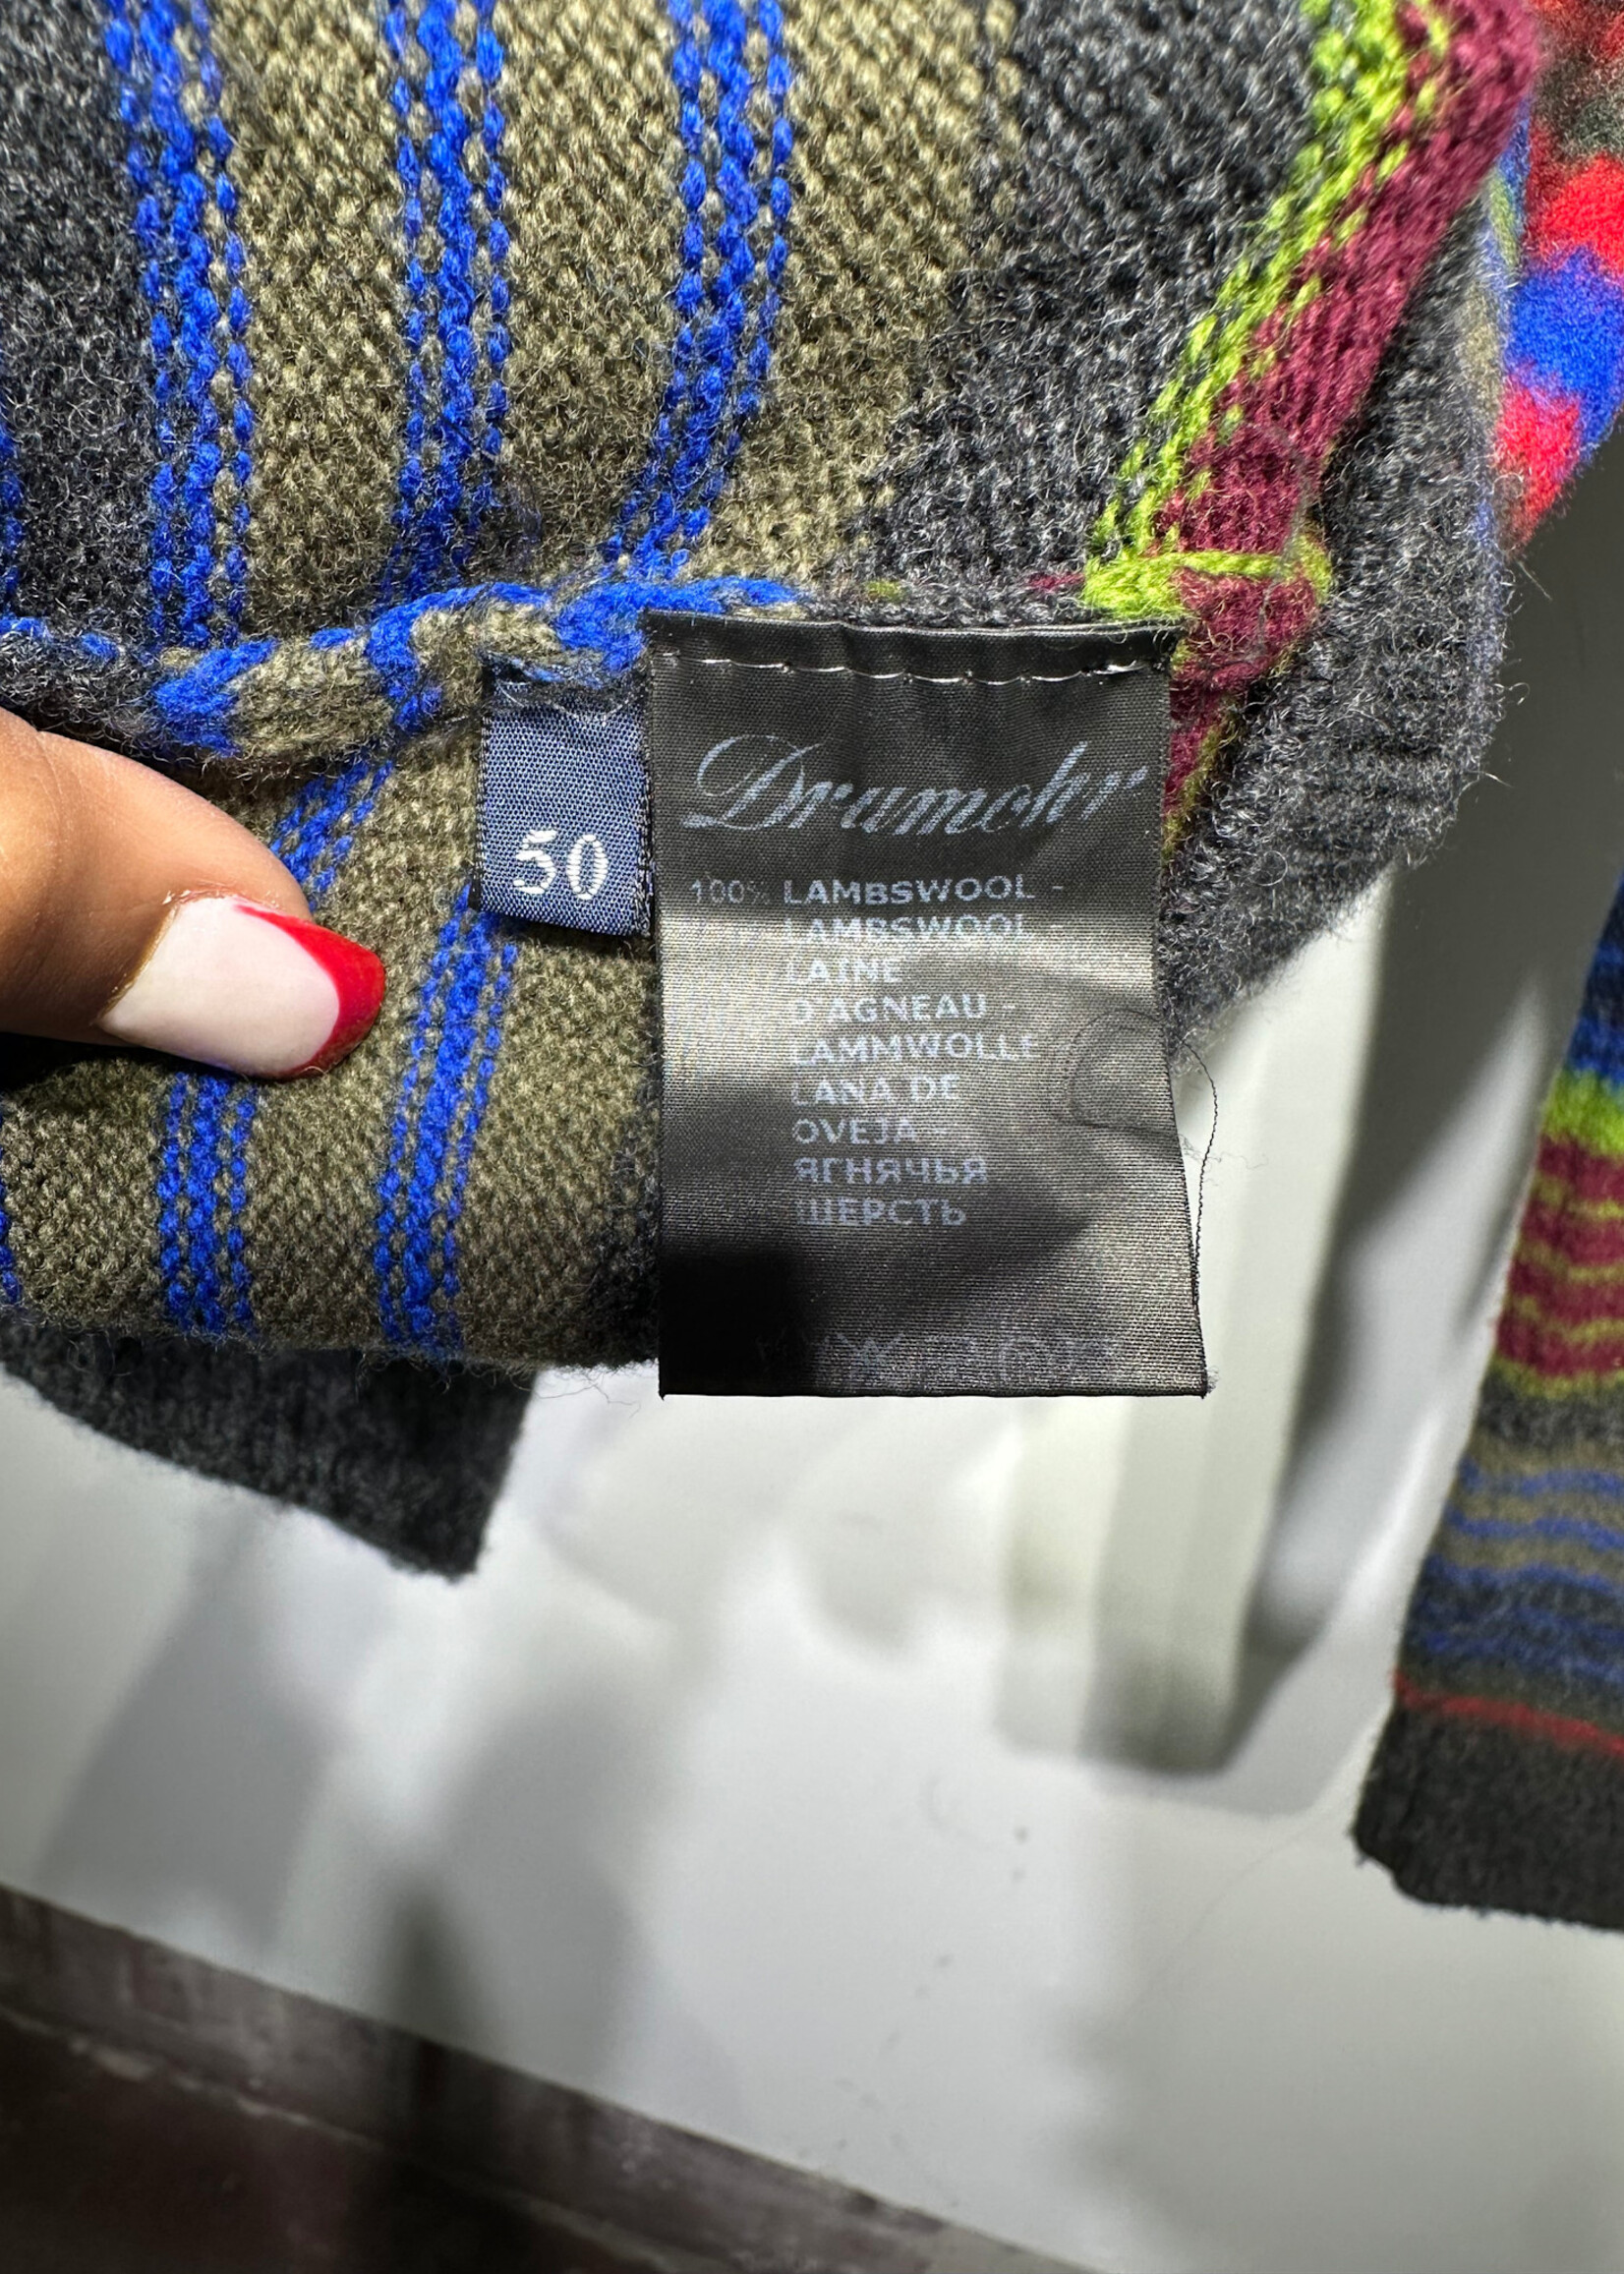 50
Drumohr
100% LAMBSWOOL -
LAMBSWOOL -
LAINE
D'AGNEAU -
LAMMWOLLE
LANA DE
OVEJA -
ЯГНЯЧЬЯ
ШЕРСТЬ